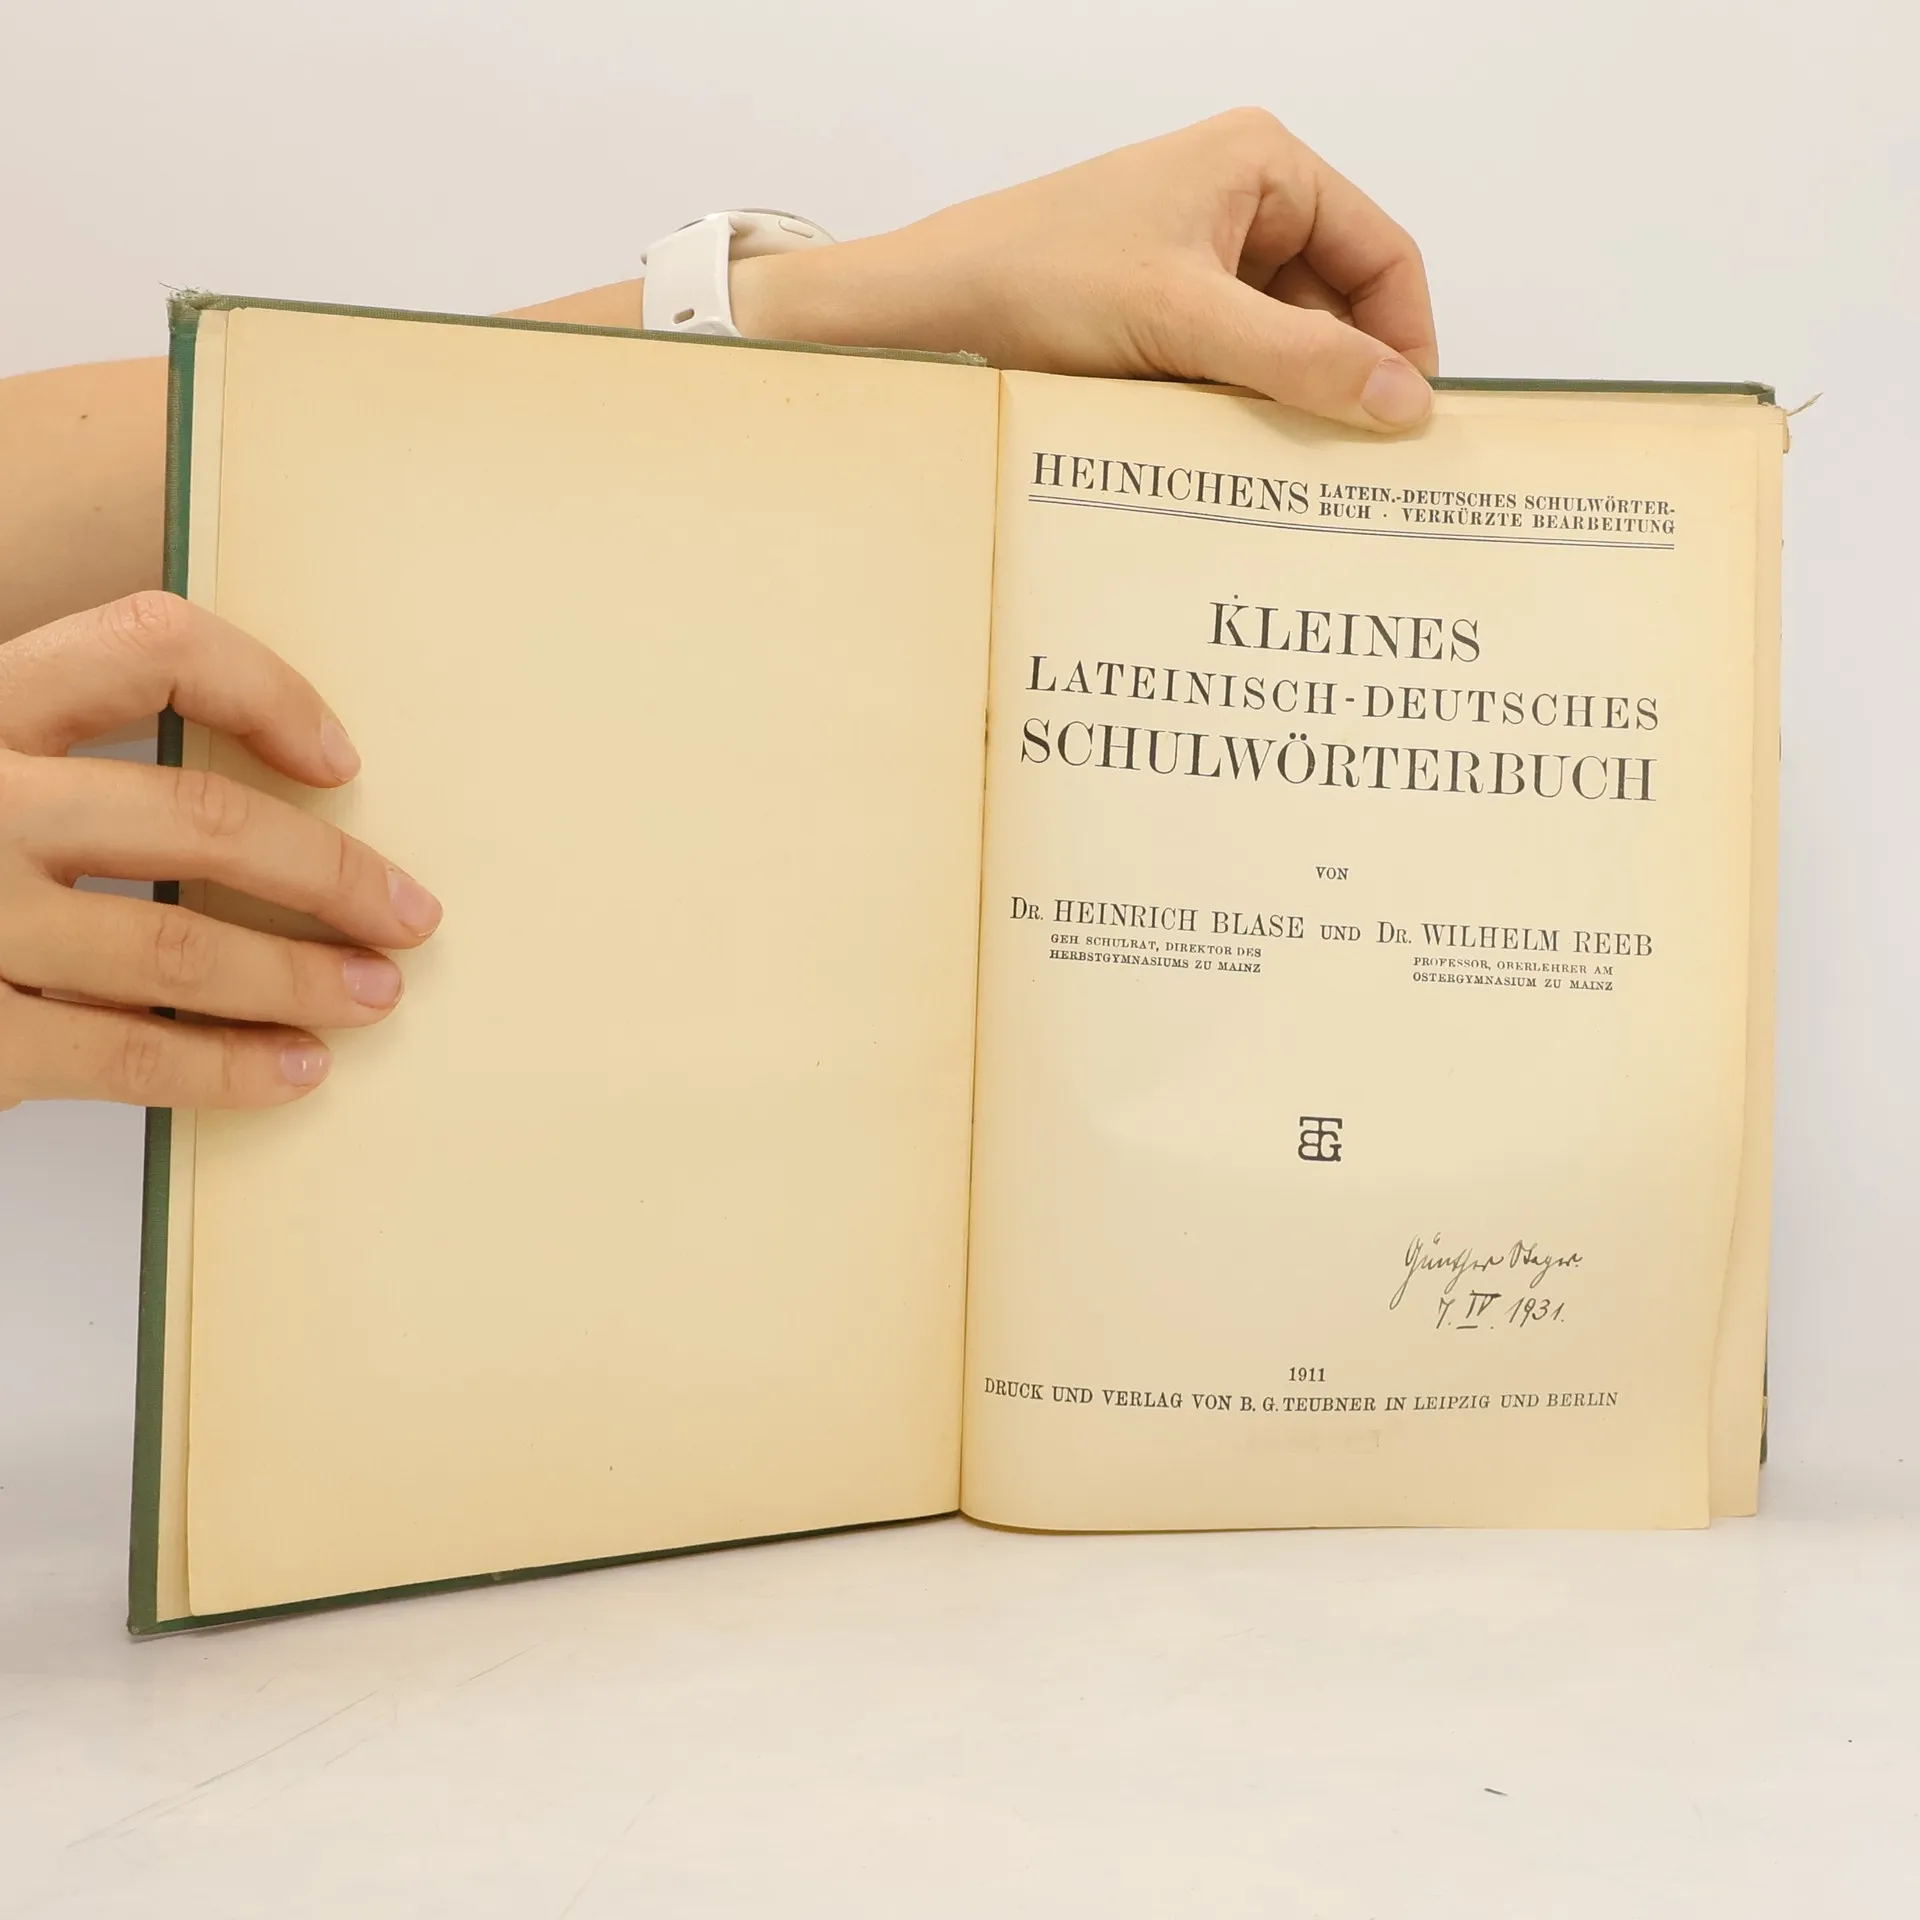 HEINICHENS LATEIN.-DEUTSCHES SCHULWÖRTER-
BUCH · VERKÜRZTE BEARBEITUNG
KLEINES
LATEINISCH-DEUTSCHES
SCHULWÖRTERBUCH
VON
DR. HEINRICH BLASE UND DR. WILHELM REEB
GEH SCHULRAT, DIREKTOR DES
HERBSTGYMNASIUMS ZU MAINZ
PROFESSOR, OBERLEHRER AM
OSTERGYMNASIUM ZU MAINZ
BTG
Günther
7. IV. 1931.
1911
DRUCK UND VERLAG VON B. G. TEUBNER IN LEIPZIG UND BERLIN